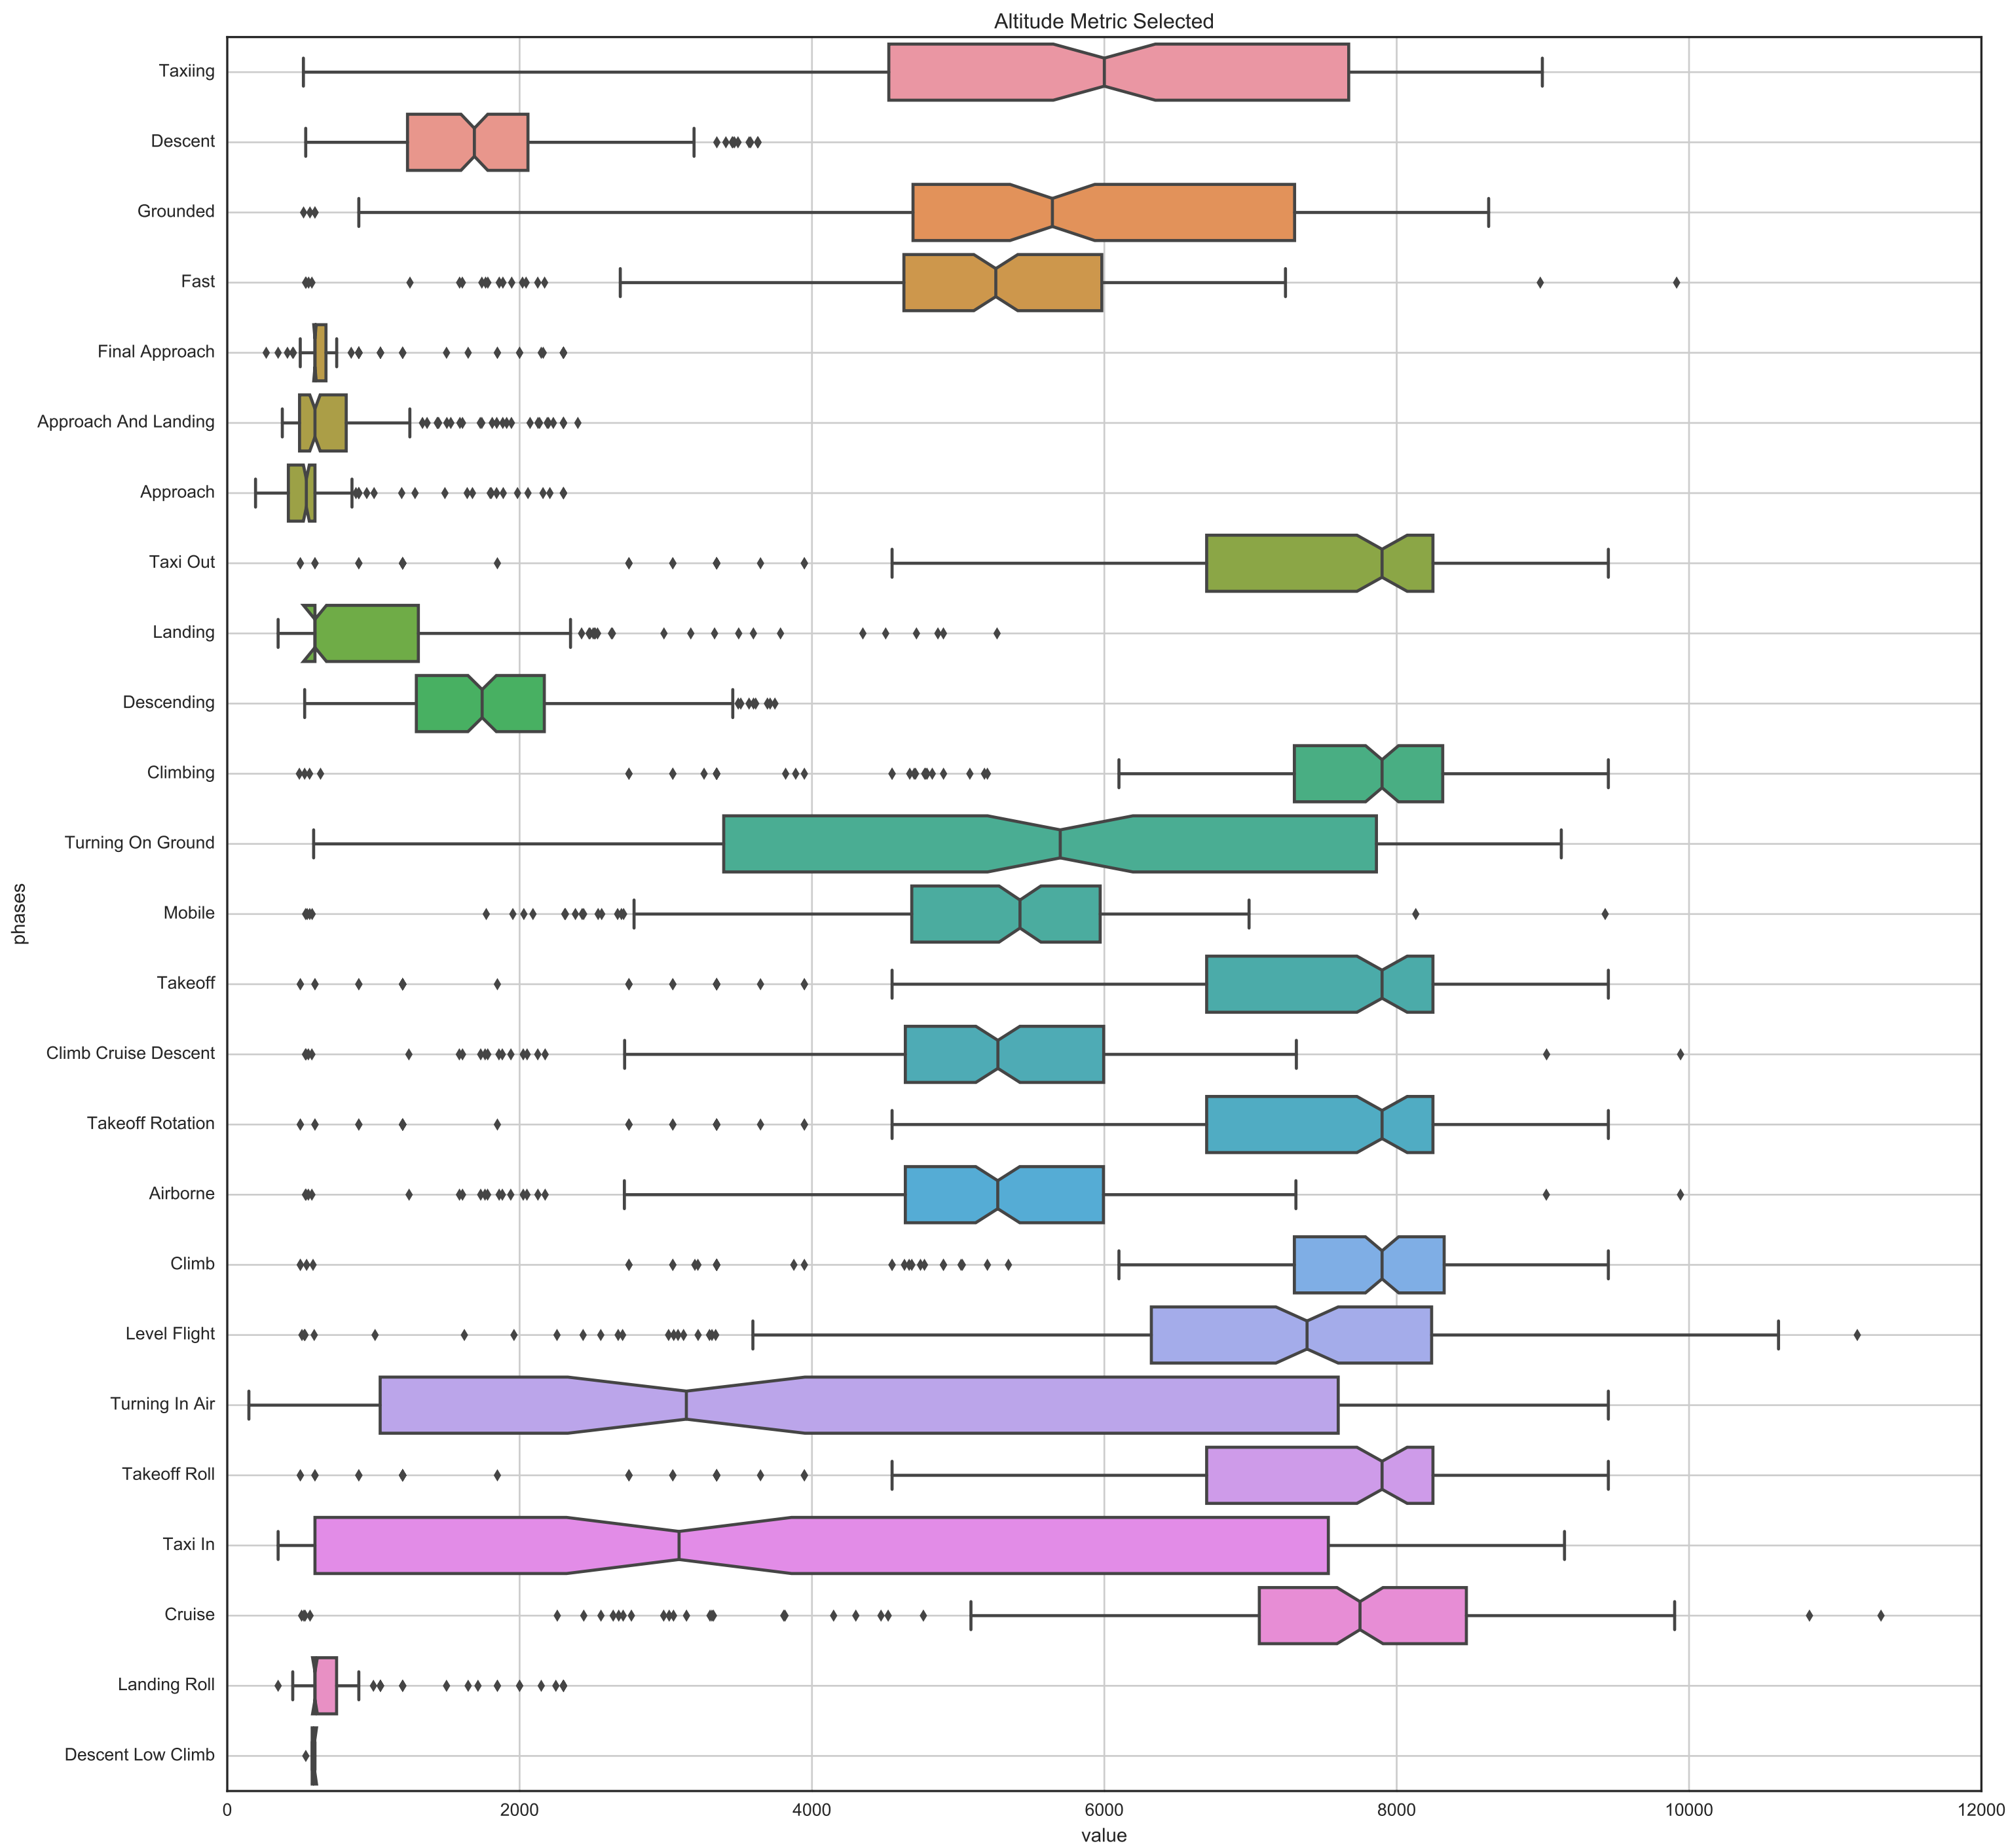 Altitude Metric Selected
phases
Taxiing
Descent
Grounded
Fast
Final Approach
Approach And Landing
Approach
Taxi Out
Landing
Descending
Climbing
Turning On Ground
Mobile
Takeoff
Climb Cruise Descent
Takeoff Rotation
Airborne
Climb
Level Flight
Turning In Air
Takeoff Roll
Taxi In
Cruise
Landing Roll
Descent Low Climb
0 2000 4000 6000 8000 10000 12000
value